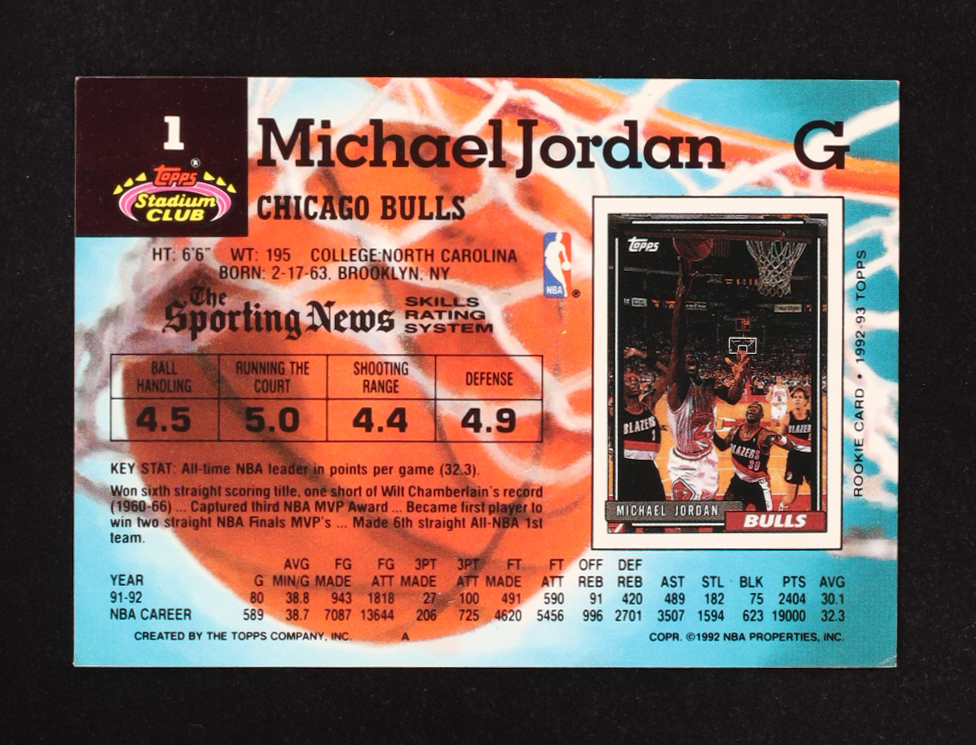 1
Michael Jordan G
Topps®
Stadium
CLUB
CHICAGO BULLS
HT: 6'6" WT: 195 COLLEGE:NORTH CAROLINA
BORN: 2-17-63. BROOKLYN, NY
NBA
The
Sporting News
SKILLS
RATING
SYSTEM
BALL HANDLING RUNNING THE COURT SHOOTING RANGE DEFENSE
4.5 5.0 4.4 4.9
KEY STAT: All-time NBA leader in points per game (32.3).
Won sixth straight scoring title, one short of Wilt Chamberlain's record
(1960-66) ... Captured third NBA MVP Award ... Became first player to
win two straight NBA Finals MVP's ... Made 6th straight All-NBA 1st
team.
Topps
BLAZERS
BLAZERS
30
BLAZER
MICHAEL JORDAN
BULLS
ROOKIE CARD • 1992-93 TOPPS
AVG FG FG 3PT 3PT FT FT OFF DEF
YEAR G MIN/G MADE ATT MADE ATT MADE ATT REB REB AST STL BLK PTS AVG
91-92 80 38.8 943 1818 27 100 491 590 91 420 489 182 75 2404 30.1
NBA CAREER 589 38.7 7087 13644 206 725 4620 5456 996 2701 3507 1594 623 19000 32.3
CREATED BY THE TOPPS COMPANY, INC. A COPR. ©1992 NBA PROPERTIES, INC.